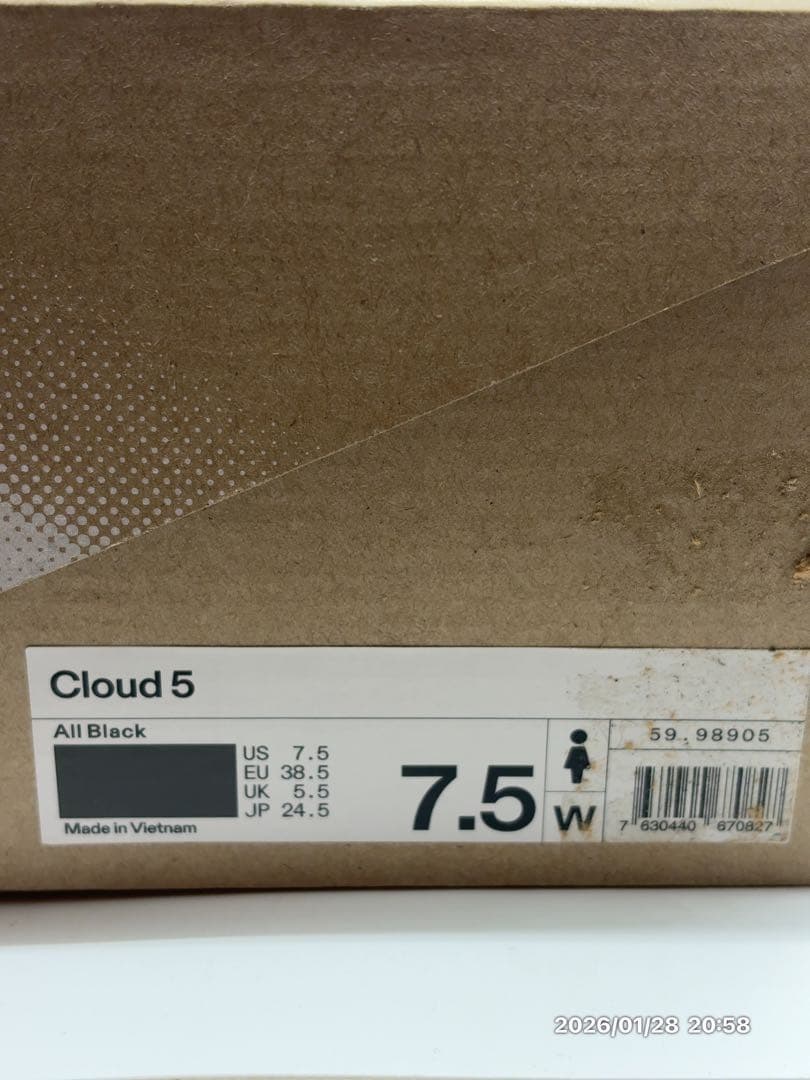 Cloud 5
All Black
US 7.5
EU 38.5
UK 5.5
JP 24.5
Made in Vietnam
7.5
W
59.98905
7 630440 670827
2026/01/28 20:58